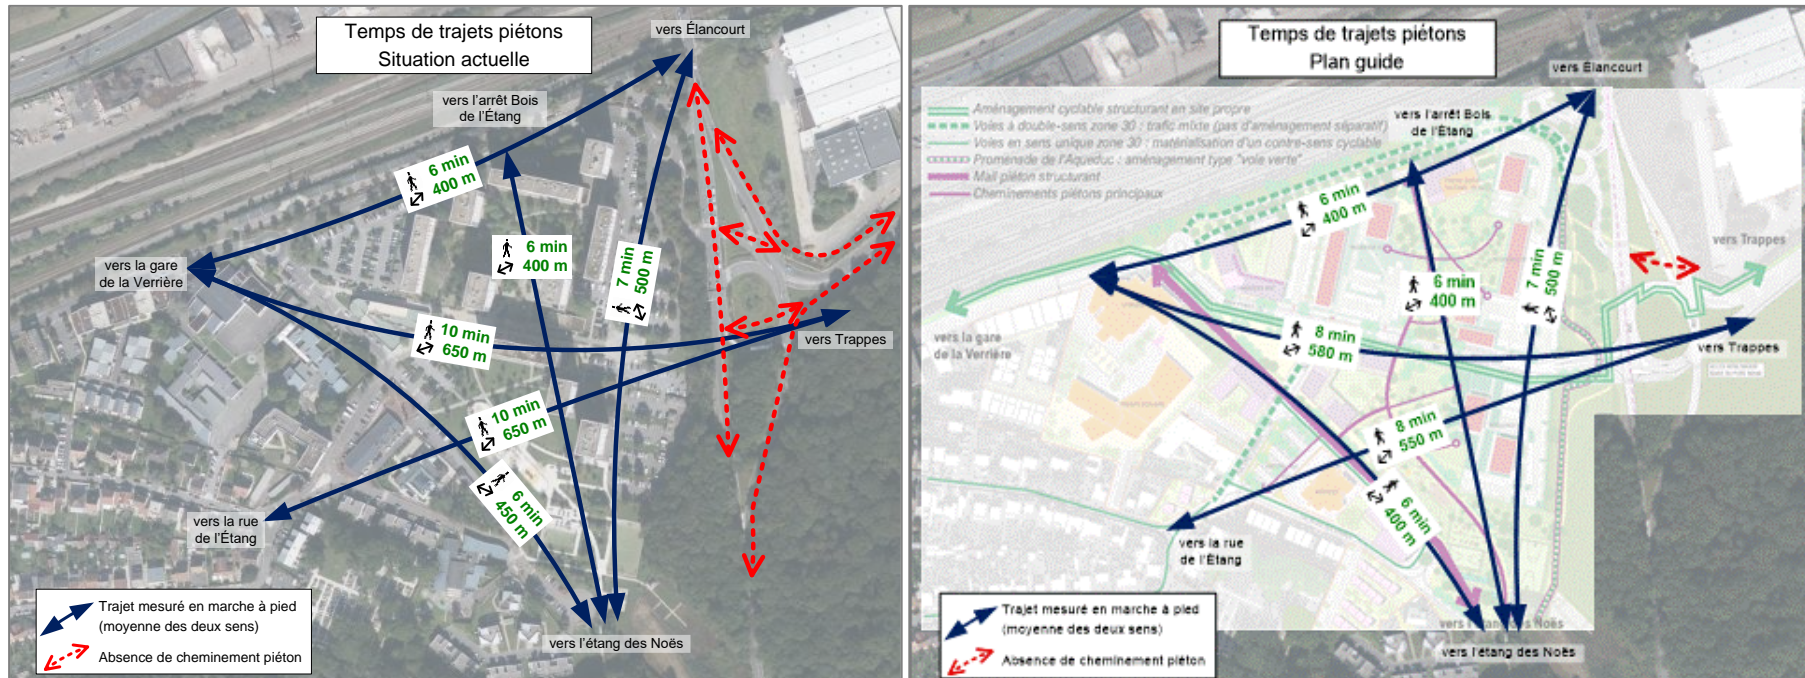 Temps de trajets piétons
Situation actuelle
vers Élancourt
vers l'arrêt Bois
de l'Étang
6 min
400 m
6 min
400 m
7 min
500 m
vers la gare
de la Verrière
10 min
650 m
vers Trappes
10 min
650 m
6 min
450 m
vers la rue
de l'Étang
vers l'étang des Noës
Trajet mesuré en marche à pied
(moyenne des deux sens)
Absence de cheminement piéton
Temps de trajets piétons
Plan guide
vers Élancourt
Aménagement cyclable structurant en site propre
vers l'arrêt Bois
de l'Étang
Voies à double-sens zone 30 : trafic mixte (pas d'aménagement séparatif)
Voies en sens unique zone 30 : matérialisation d'un contre-sens cyclable
Promenade de l'Aqueduc : aménagement type "voie verte"
Mail piéton structurant
Cheminements piétons principaux
6 min
400 m
vers Trappes
6 min
400 m
7 min
500 m
vers la gare
de la Verrière
8 min
580 m
vers Trappes
8 min
550 m
6 min
400 m
vers la rue
de l'Étang
vers l'étang des Noës
vers l'étang des Noës
Trajet mesuré en marche à pied
(moyenne des deux sens)
Absence de cheminement piéton